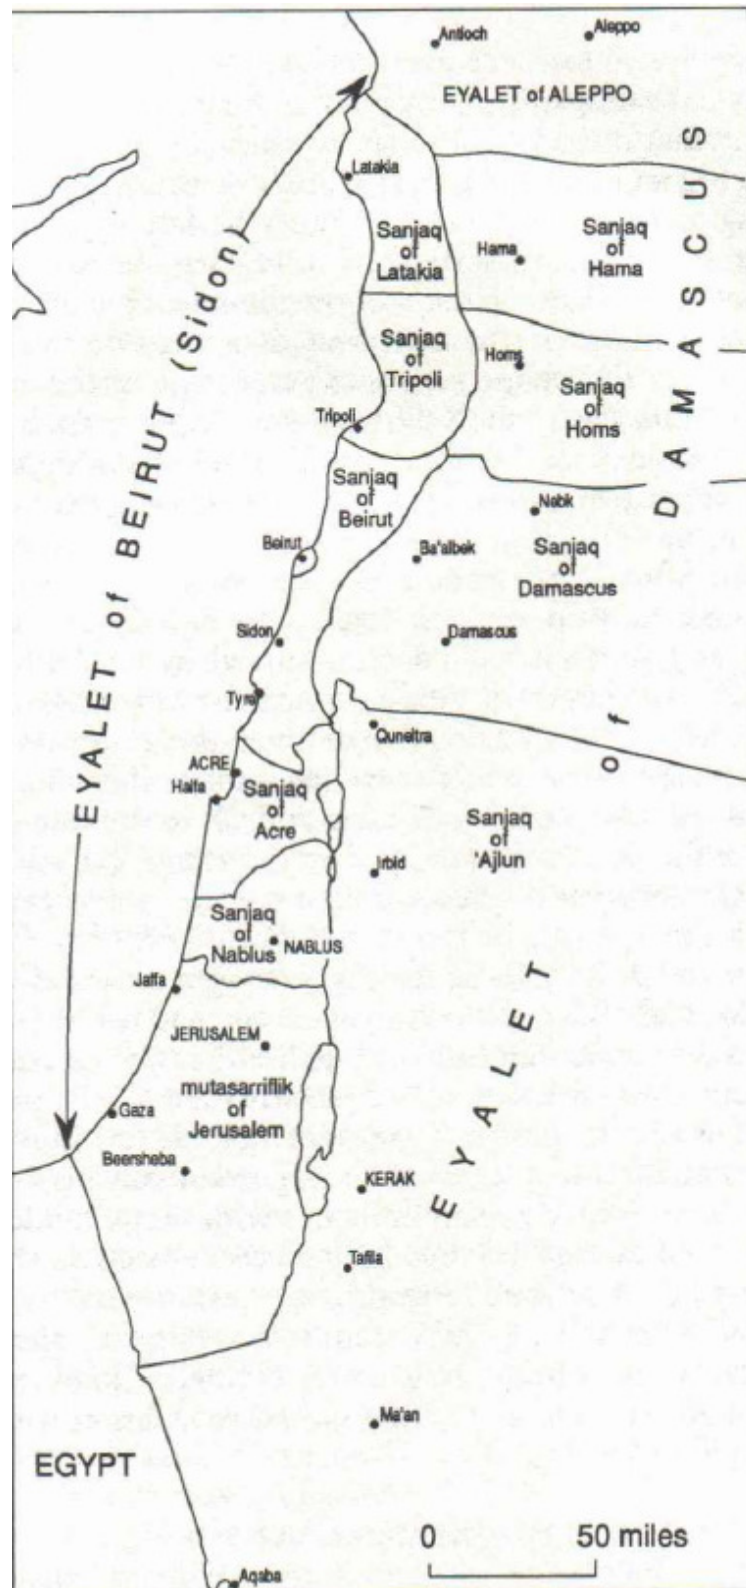 Antioch
Aleppo
EYALET of ALEPPO
Latakia
Sanjaq
of
Latakia
Hama
Sanjaq
of
Hama
EYALET of BEIRUT (Sidon)
Sanjaq
of
Tripoli
Homs
Sanjaq
of
Homs
Tripoli
Sanjaq
of
Beirut
Nebk
Beirut
Ba'albek
Sanjaq
of
Damascus
Sidon
Damascus
Tyre
Quneitra
ACRE
Haifa
Sanjaq
of
Acre
Sanjaq
of
'Ajlun
Irbid
Sanjaq
of
Nablus
NABLUS
Jaffa
EYALET of DAMASCUS
JERUSALEM
mutasarriflik
of
Jerusalem
Gaza
Beersheba
KERAK
Tafila
Ma'an
EGYPT
0 50 miles
Aqaba